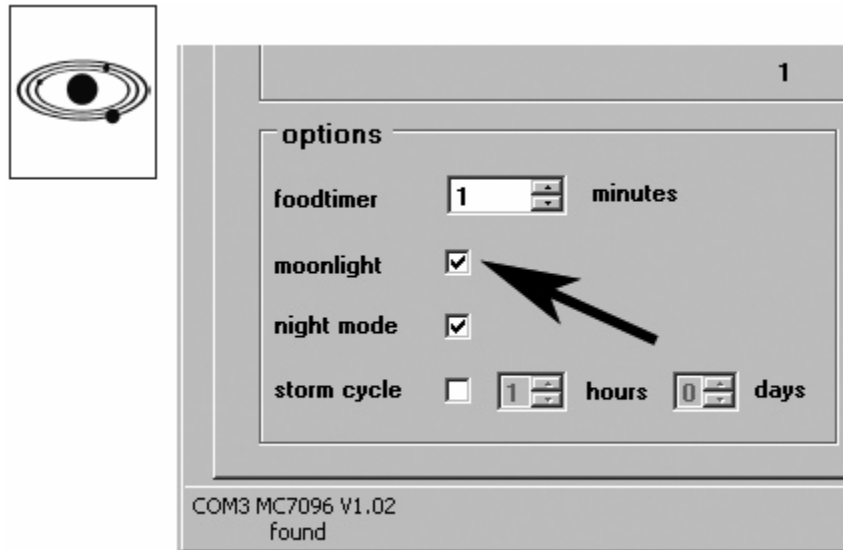 1
options
foodtimer 1 minutes
moonlight
night mode
storm cycle 1 hours 0 days
COM3 MC7096 V1.02
found